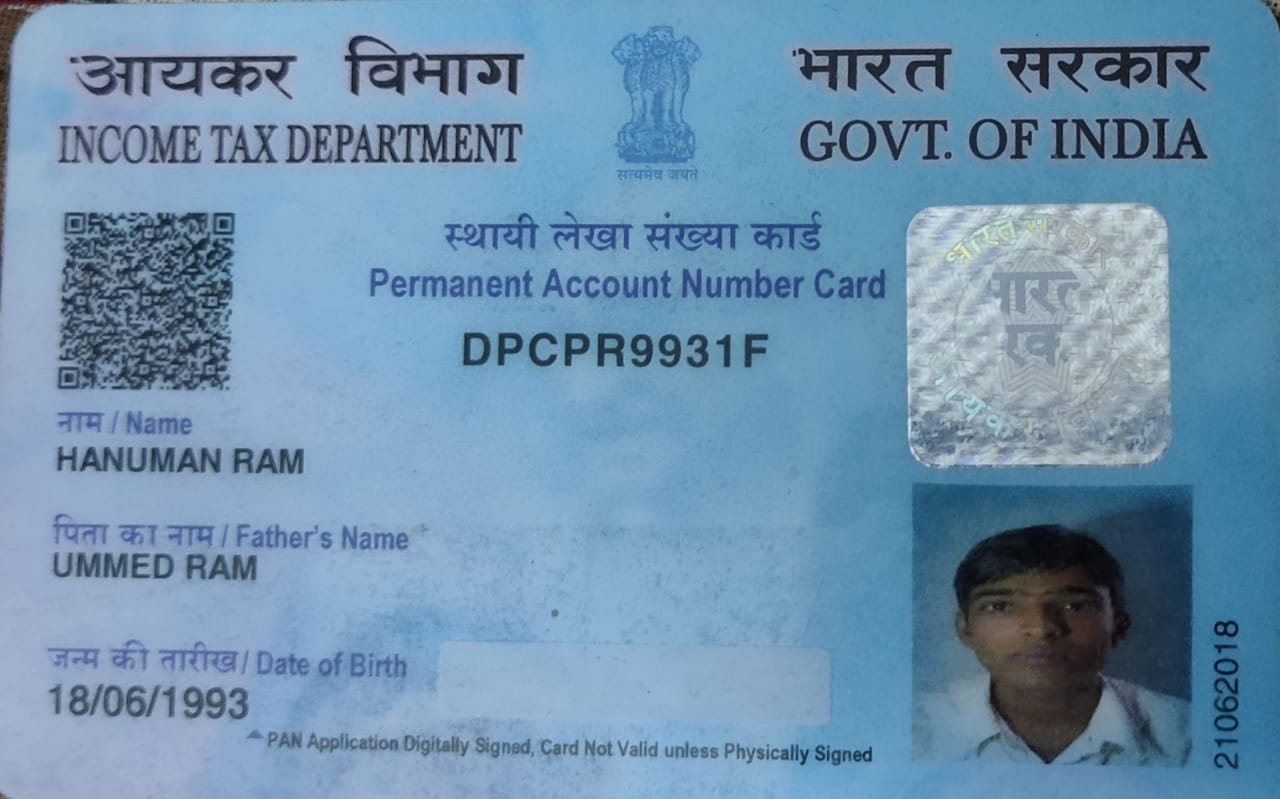 आयकर विभाग
INCOME TAX DEPARTMENT
सत्यमेव जयते
भारत सरकार
GOVT. OF INDIA
स्थायी लेखा संख्या कार्ड
Permanent Account Number Card
DPCPR9931F
नाम / Name
HANUMAN RAM
पिता का नाम / Father's Name
UMMED RAM
जन्म की तारीख / Date of Birth
18/06/1993
PAN Application Digitally Signed, Card Not Valid unless Physically Signed
21062018